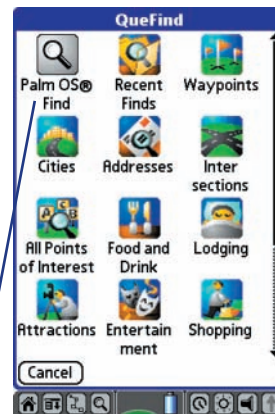 QueFind
Palm OS® Recent Waypoints
Find Finds
Cities Addresses Inter
sections
All Points Food and Lodging
of Interest Drink
Attractions Entertain Shopping
ment
Cancel